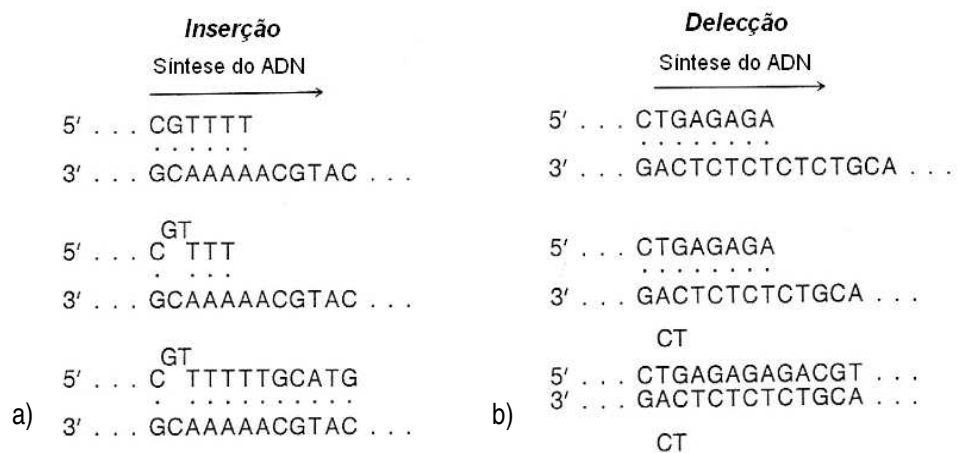 Inserção
Síntese do ADN
5' . . . CGTTTT
3' . . . GCAAAAACGTAC . . .
GT
5' . . . C TTT
3' . . . GCAAAAACGTAC . . .
GT
5' . . . C TTTTTGCATG
3' . . . GCAAAAACGTAC . . .
a)
Delecção
Síntese do ADN
5' . . . CTGAGAGA
3' . . . GACTCTCTCTCTGCA . . .
5' . . . CTGAGAGA
3' . . . GACTCTCTCTGCA . . .
CT
5' . . . CTGAGAGAGACGT . . .
3' . . . GACTCTCTCTGCA . . .
CT
b)